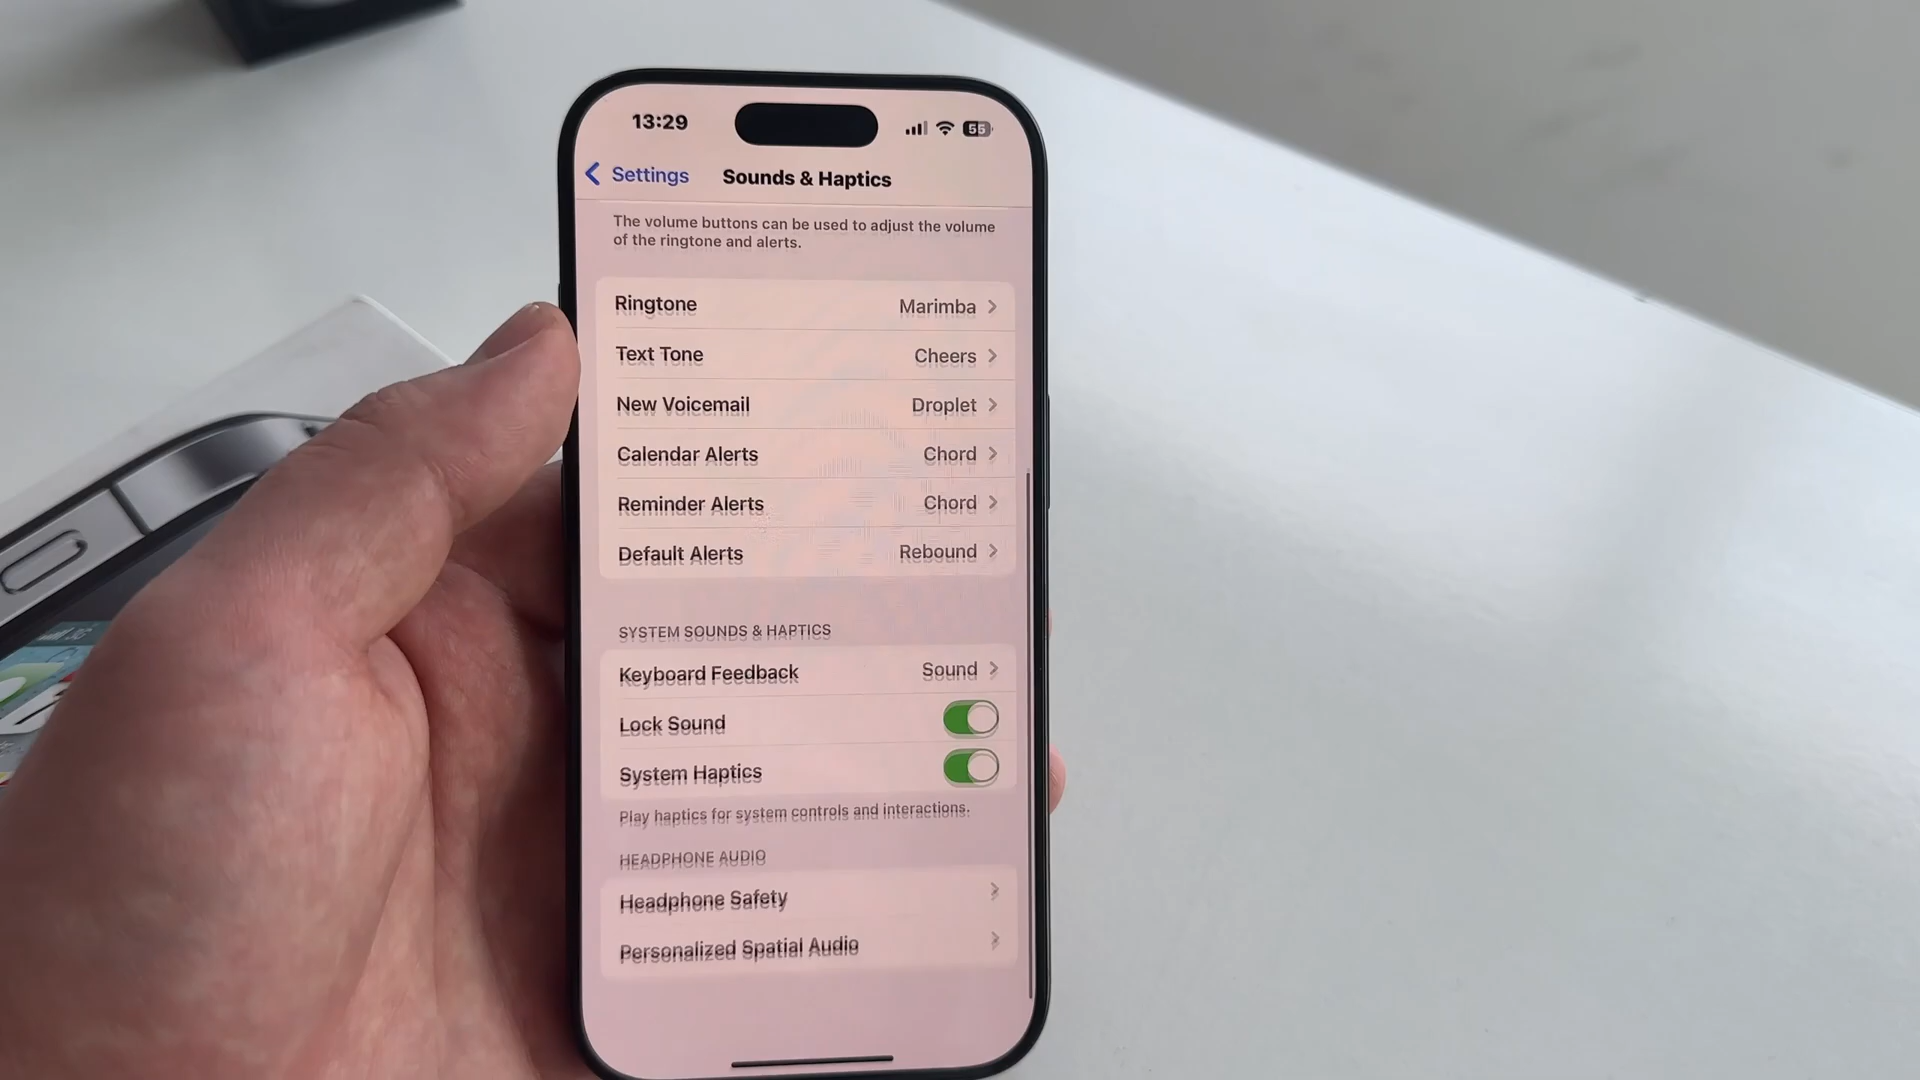 13:29
55
Settings
Sounds & Haptics
The volume buttons can be used to adjust the volume
of the ringtone and alerts.
Ringtone Marimba
Text Tone Cheers
New Voicemail Droplet
Calendar Alerts Chord
Reminder Alerts Chord
Default Alerts Rebound
SYSTEM SOUNDS & HAPTICS
Keyboard Feedback Sound
Lock Sound
System Haptics
Play haptics for system controls and interactions.
HEADPHONE AUDIO
Headphone Safety
Personalized Spatial Audio
3G